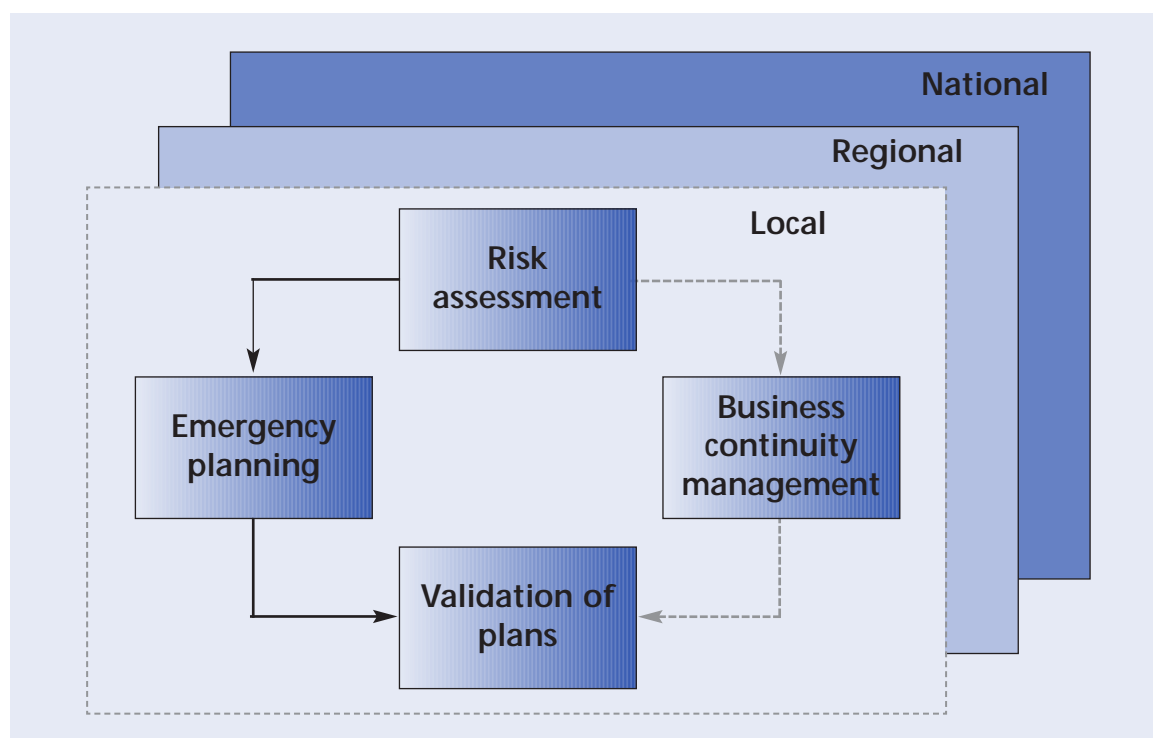 National
Regional
Local
Risk
assessment
Emergency
planning
Business
continuity
management
Validation of
plans